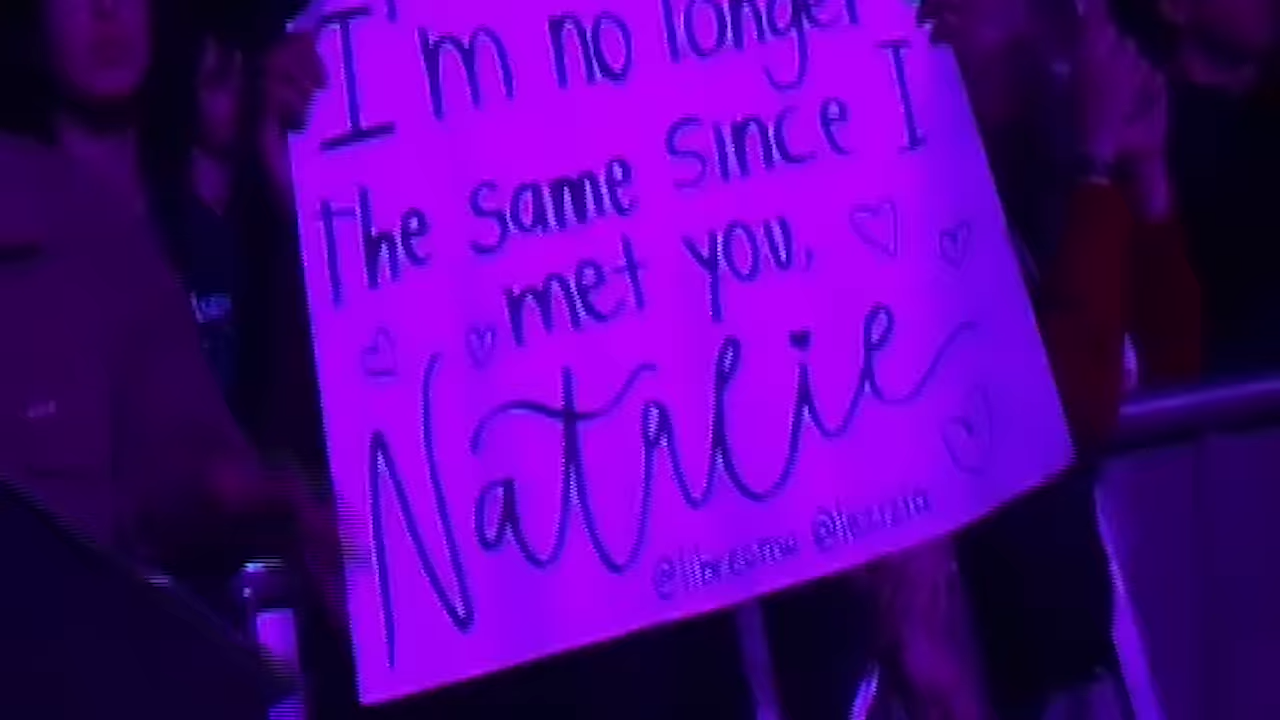 I'm no longer
the same since I
met you,
Natalie